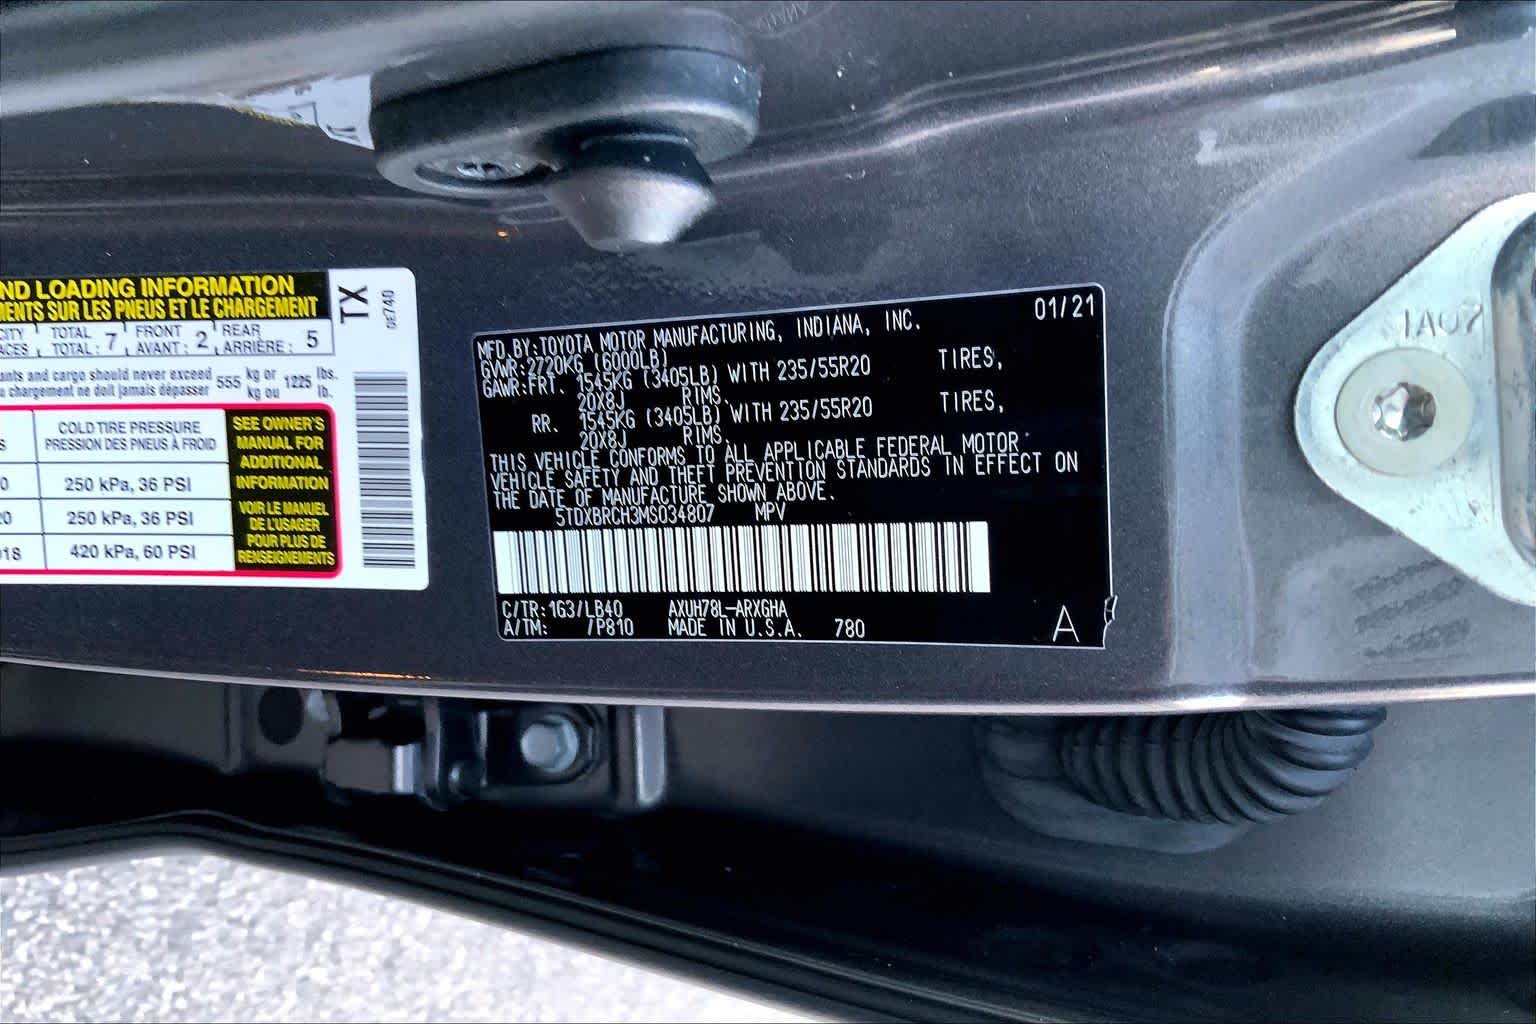 ND LOADING INFORMATION
MENTS SUR LES PNEUS ET LE CHARGEMENT
CITY TOTAL FRONT REAR
ACES TOTAL: 7 AVANT: 2 ARRIÈRE: 5
ants and cargo should never exceed 555 kg or 1225 lbs.
u chargement ne doit jamais dépasser kg ou lb.
COLD TIRE PRESSURE
PRESSION DES PNEUS À FROID
250 kPa, 36 PSI
20 250 kPa, 36 PSI
018 420 kPa, 60 PSI
SEE OWNER'S
MANUAL FOR
ADDITIONAL
INFORMATION
VOIR LE MANUEL
DE L'USAGER
POUR PLUS DE
RENSEIGNEMENTS
TX
0E740
01/21
MFD. BY: TOYOTA MOTOR MANUFACTURING, INDIANA, INC.
GVWR: 2720KG (6000LB)
GAWR: FRT. 1545KG (3405LB) WITH 235/55R20 TIRES,
20X8J RIMS.
RR. 1545KG (3405LB) WITH 235/55R20 TIRES,
20X8J RIMS.
THIS VEHICLE CONFORMS TO ALL APPLICABLE FEDERAL MOTOR
VEHICLE SAFETY AND THEFT PREVENTION STANDARDS IN EFFECT ON
THE DATE OF MANUFACTURE SHOWN ABOVE.
5TDXBRCH3MS034807 MPV
C/TR: 1G3/LB40 AXUH78L-ARXGHA
A/TM: /P810 MADE IN U.S.A. 780
A
1A07